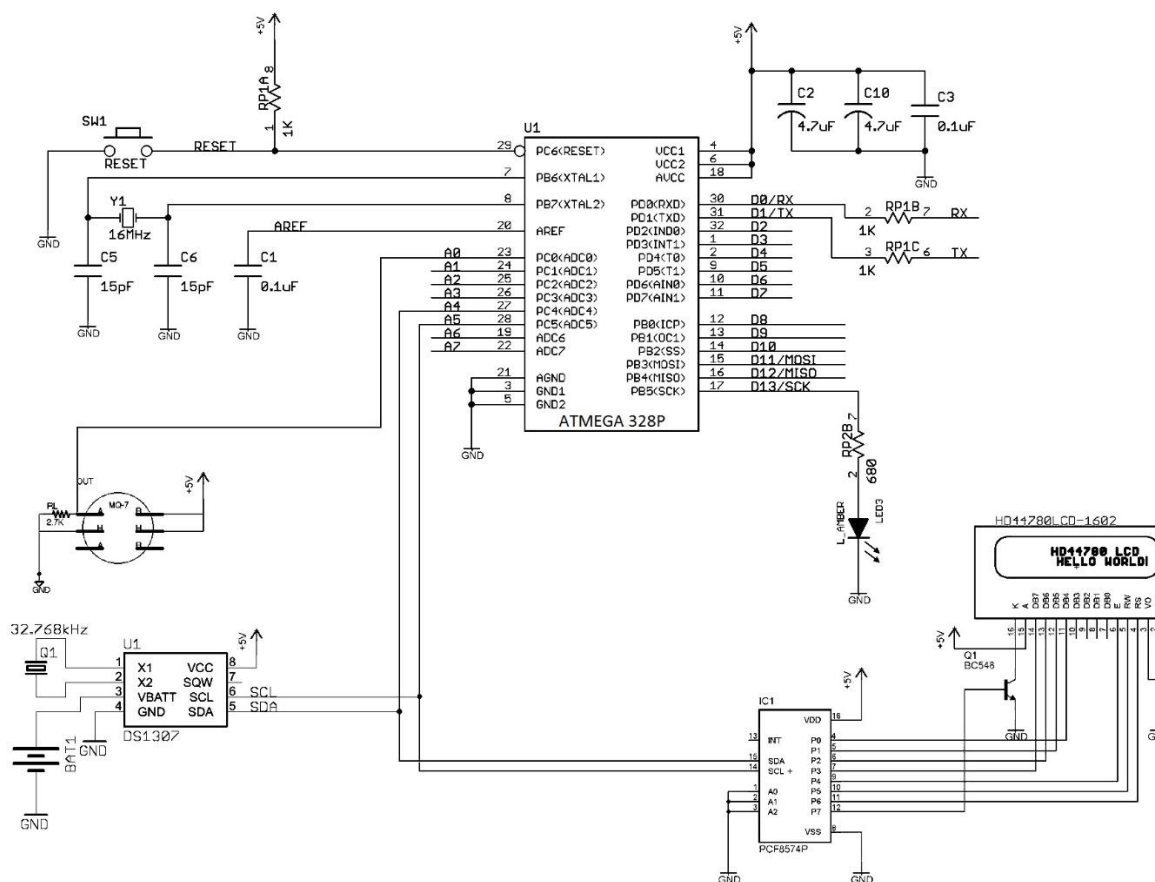 +5V
8
RP1A
1
1K
SW1
RESET
RESET
GND
Y1
16MHz
C5
15pF
GND
C6
15pF
GND
AREF
C1
0.1uF
GND
+5V
C2
4.7uF
C10
4.7uF
C3
0.1uF
GND
U1
29 PC6(RESET)
7 PB6(XTAL1)
8 PB7(XTAL2)
20 AREF
A0 23 PC0(ADC0)
A1 24 PC1(ADC1)
A2 25 PC2(ADC2)
A3 26 PC3(ADC3)
A4 27 PC4(ADC4)
A5 28 PC5(ADC5)
A6 19 ADC6
A7 22 ADC7
21 AGND
3 GND1
5 GND2
GND
VCC1 4
VCC2 6
AVCC 18
PD0(RXD) 30 D0/RX
PD1(TXD) 31 D1/TX
PD2(IND0) 32 D2
PD3(INT1) 1 D3
PD4(T0) 2 D4
PD5(T1) 9 D5
PD6(AIN0) 10 D6
PD7(AIN1) 11 D7
PB0(ICP) 12 D8
PB1(OC1) 13 D9
PB2(SS) 14 D10
PB3(MOSI) 15 D11/MOSI
PB4(MISO) 16 D12/MISO
PB5(SCK) 17 D13/SCK
ATMEGA 328P
2 RP1B 7 RX
1K
3 RP1C 6 TX
1K
RP2B 7
2 680
L_AMBER
LED3
GND
OUT
RL
2.7K
MQ-7
A B
H H
A B
+5V
GND
32.768kHz
Q1
U1
1 X1 VCC 8
2 X2 SQW 7
3 VBATT SCL 6 SCL
4 GND SDA 5 SDA
DS1307
+5V
GND
BAT1
GND
HD44780LCD-1602
HD44780 LCD
HELLO WORLD!
K A DB7 DB6 DB5 DB4 DB3 DB2 DB1 DB0 E RW RS VO
16 15 14 13 12 11 10 9 8 7 6 5 4 3 2
+5V
Q1
BC548
GND
IC1
+5V
VDD 16
13 INT
15 SDA
14 SCL +
1 A0
2 A1
3 A2
P0 4
P1 5
P2 6
P3 7
P4 9
P5 10
P6 11
P7 12
VSS 8
PCF8574P
GND
GND